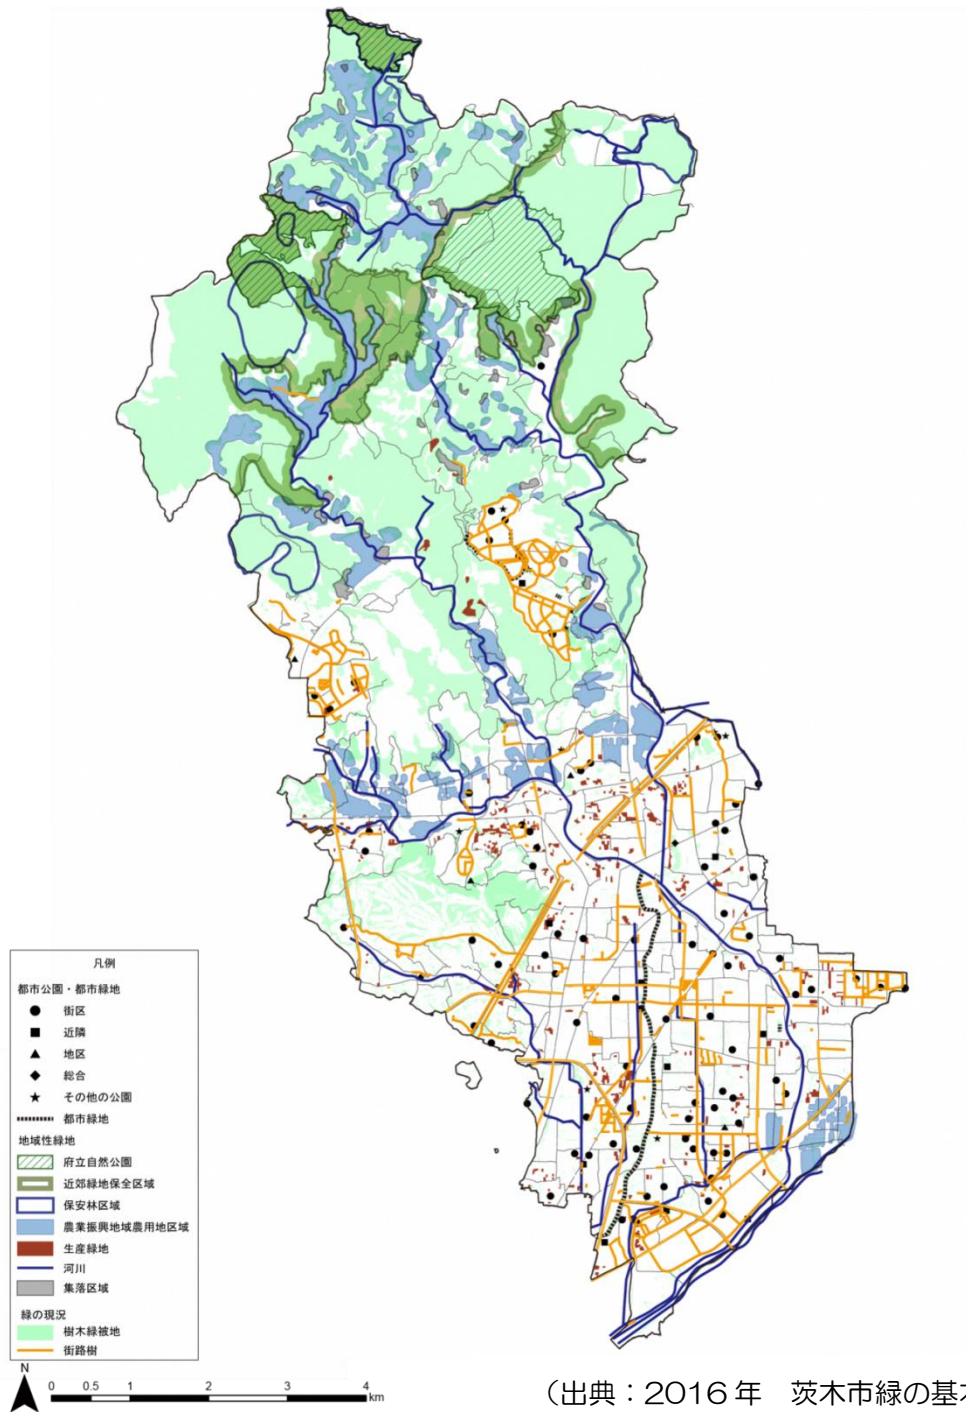 凡例
都市公園・都市緑地
街区
近隣
地区
総合
その他の公園
都市緑地
地域性緑地
府立自然公園
近郊緑地保全区域
保安林区域
農業振興地域農用地区域
生産緑地
河川
集落区域
緑の現況
樹木緑被地
街路樹
N
0 0.5 1 2 3 4
km
（出典：2016年　茨木市緑の基本